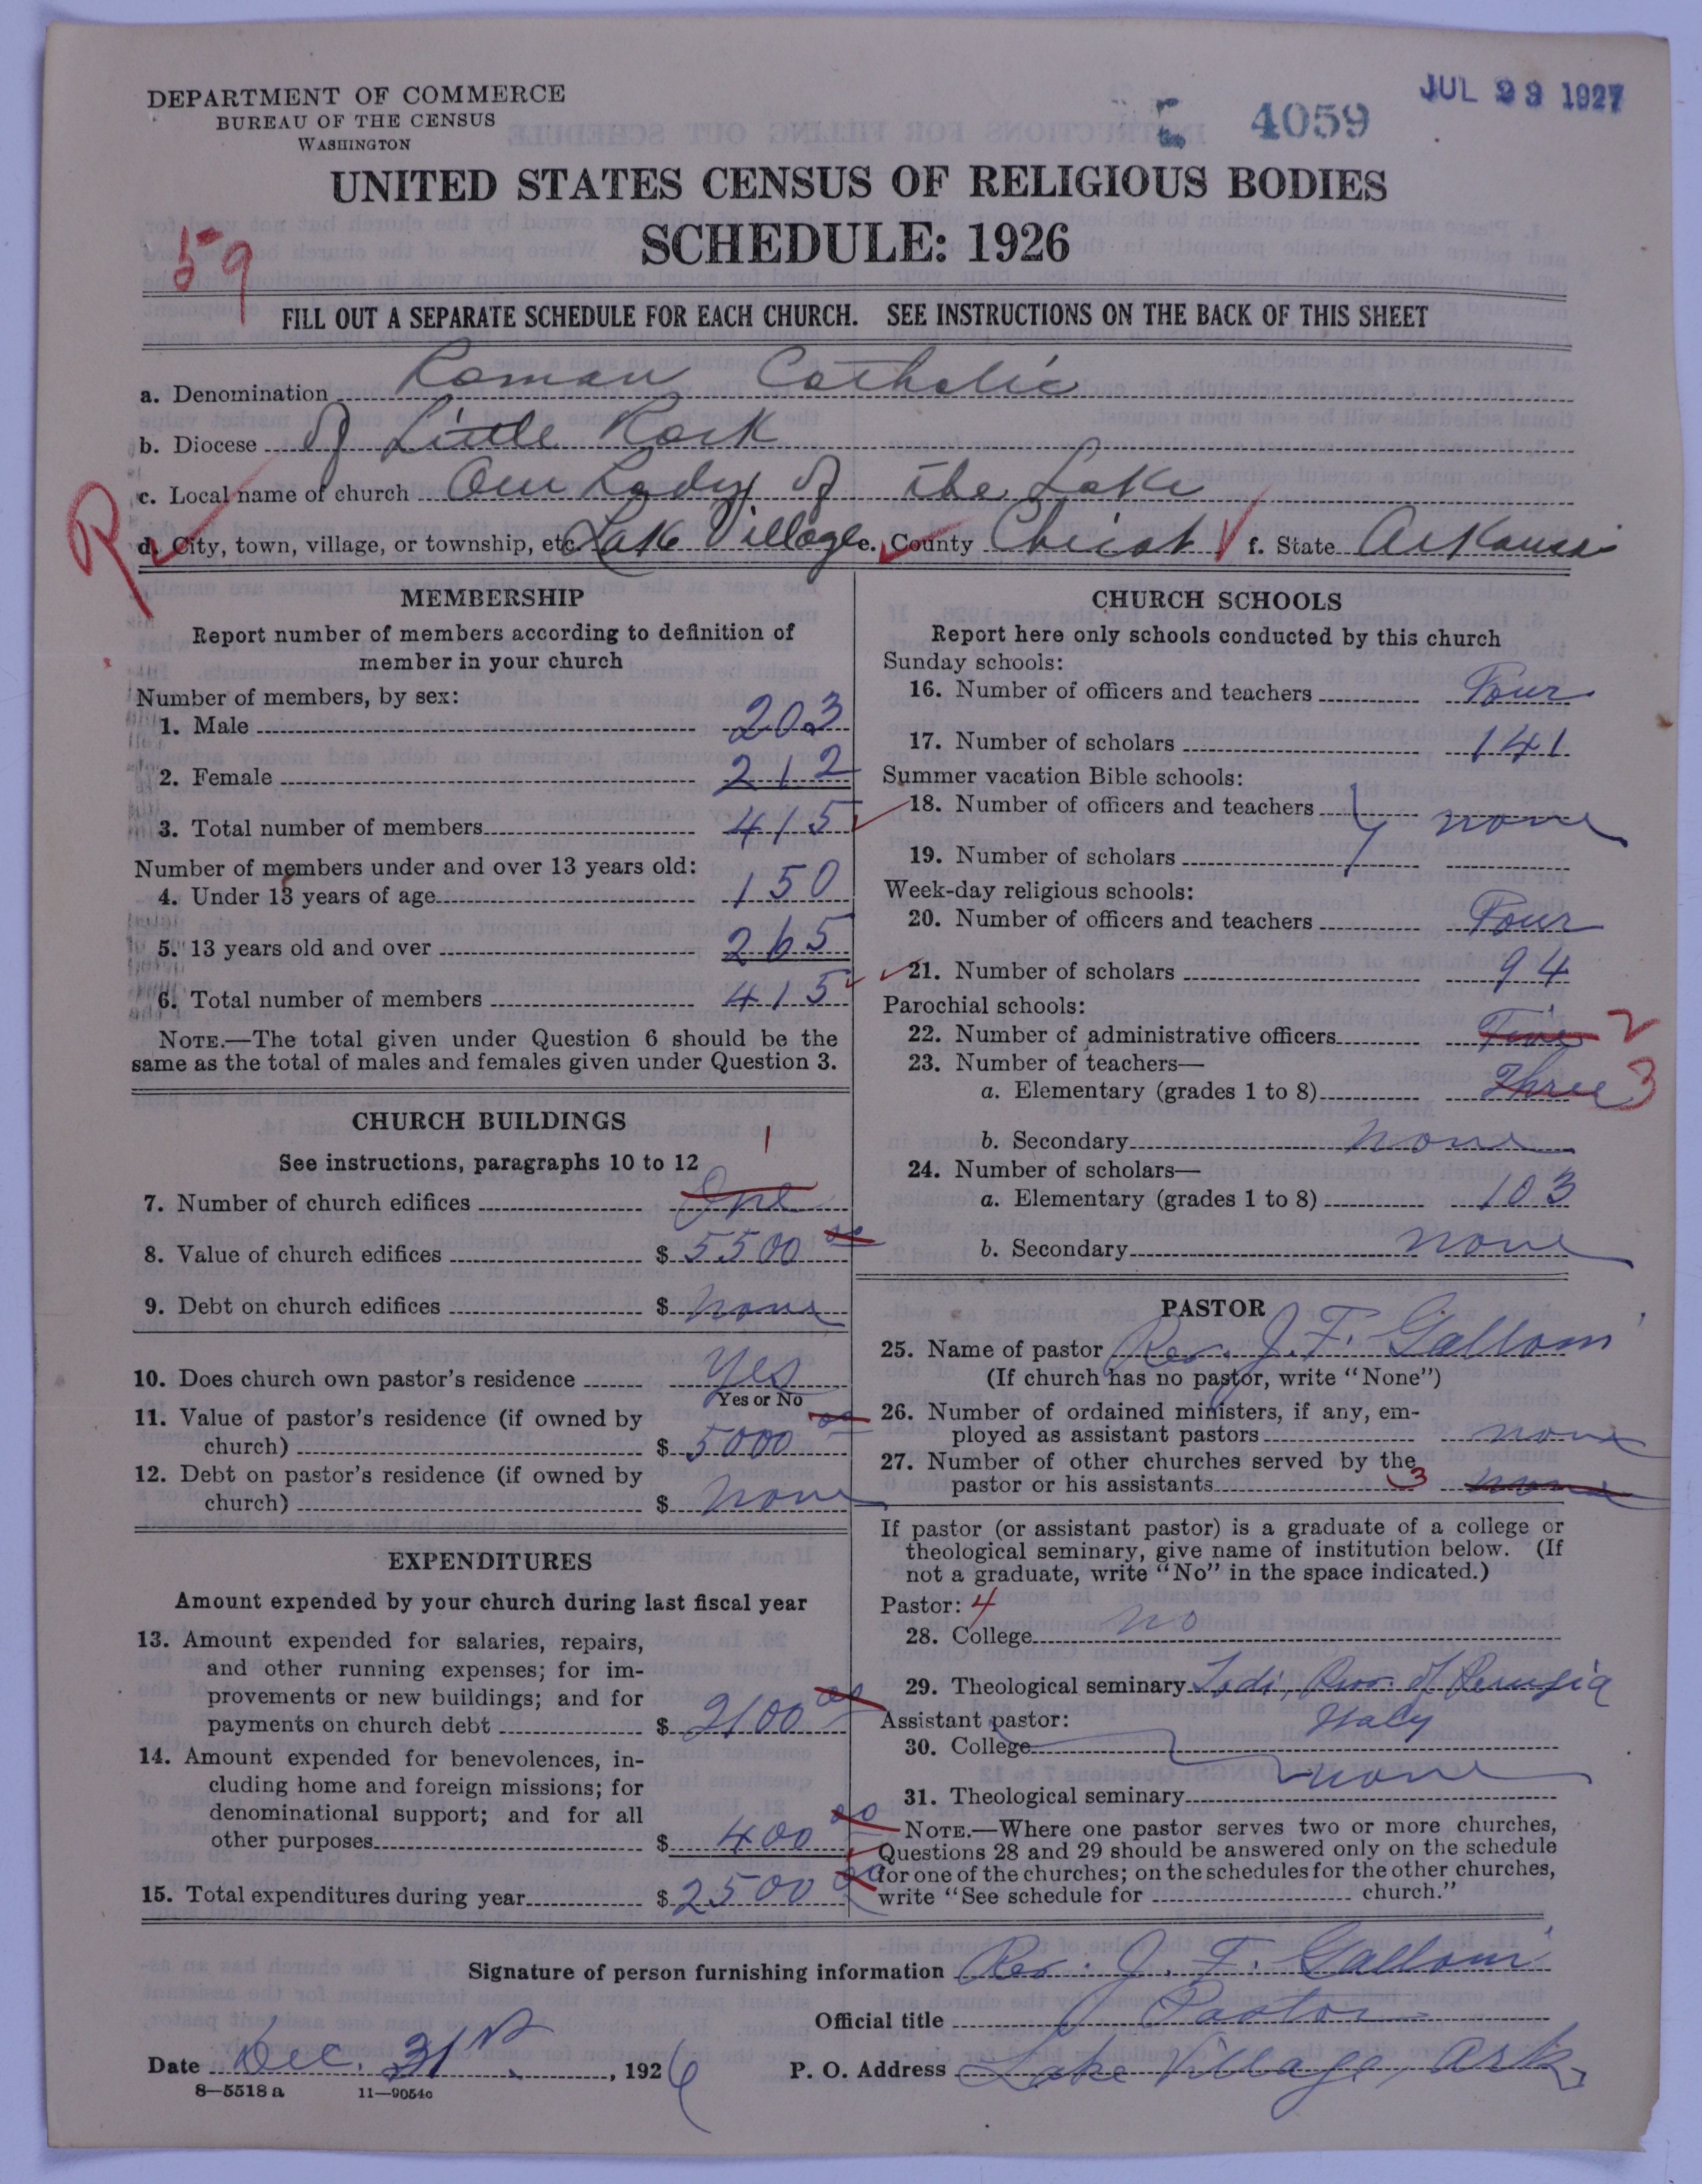 DEPARTMENT OF COMMERCE
BUREAU OF THE CENSUS
WASHINGTON
4059
JUL 23 1927
UNITED STATES CENSUS OF RELIGIOUS BODIES
SCHEDULE: 1926
59
FILL OUT A SEPARATE SCHEDULE FOR EACH CHURCH. SEE INSTRUCTIONS ON THE BACK OF THIS SHEET
a. Denomination Roman Catholic
b. Diocese of Little Rock
c. Local name of church Our Lady of the Lake
R
d. City, town, village, or township, etc. Lake Village e. County Chicot f. State Arkansas
MEMBERSHIP
Report number of members according to definition of
member in your church
Number of members, by sex:
1. Male 203
2. Female 212
3. Total number of members 415
Number of members under and over 13 years old:
4. Under 13 years of age 150
5. 13 years old and over 265
6. Total number of members 415
NOTE.—The total given under Question 6 should be the
same as the total of males and females given under Question 3.
CHURCH BUILDINGS
See instructions, paragraphs 10 to 12
1
7. Number of church edifices One
8. Value of church edifices $ 5500 00
9. Debt on church edifices $ none
10. Does church own pastor's residence Yes
Yes or No
11. Value of pastor's residence (if owned by
church) $ 5000 00
12. Debt on pastor's residence (if owned by
church) $ none
EXPENDITURES
Amount expended by your church during last fiscal year
13. Amount expended for salaries, repairs,
and other running expenses; for im-
provements or new buildings; and for
payments on church debt $ 2100 00
14. Amount expended for benevolences, in-
cluding home and foreign missions; for
denominational support; and for all
other purposes $ 400 00
15. Total expenditures during year $ 2500 00
CHURCH SCHOOLS
Report here only schools conducted by this church
Sunday schools:
16. Number of officers and teachers Four
17. Number of scholars 141
Summer vacation Bible schools:
18. Number of officers and teachers none
19. Number of scholars
Week-day religious schools:
20. Number of officers and teachers Four
21. Number of scholars 94
Parochial schools:
22. Number of administrative officers 2
23. Number of teachers—
a. Elementary (grades 1 to 8) Three 3
b. Secondary none
24. Number of scholars—
a. Elementary (grades 1 to 8) 103
b. Secondary none
PASTOR
25. Name of pastor Rev. J. F. Galloni
(If church has no pastor, write "None")
26. Number of ordained ministers, if any, em-
ployed as assistant pastors none
27. Number of other churches served by the
pastor or his assistants 3 none
If pastor (or assistant pastor) is a graduate of a college or
theological seminary, give name of institution below. (If
not a graduate, write "No" in the space indicated.)
Pastor: 4
28. College no
29. Theological seminary Todi, Prov. of Perugia
Italy
Assistant pastor:
30. College
none
31. Theological seminary
NOTE.—Where one pastor serves two or more churches,
Questions 28 and 29 should be answered only on the schedule
for one of the churches; on the schedules for the other churches,
write "See schedule for church."
Signature of person furnishing information Rev. J. F. Galloni
Official title Pastor
Date Dec. 31st, 1926 P. O. Address Lake Village, Ark.
8—5518 a 11—9054c